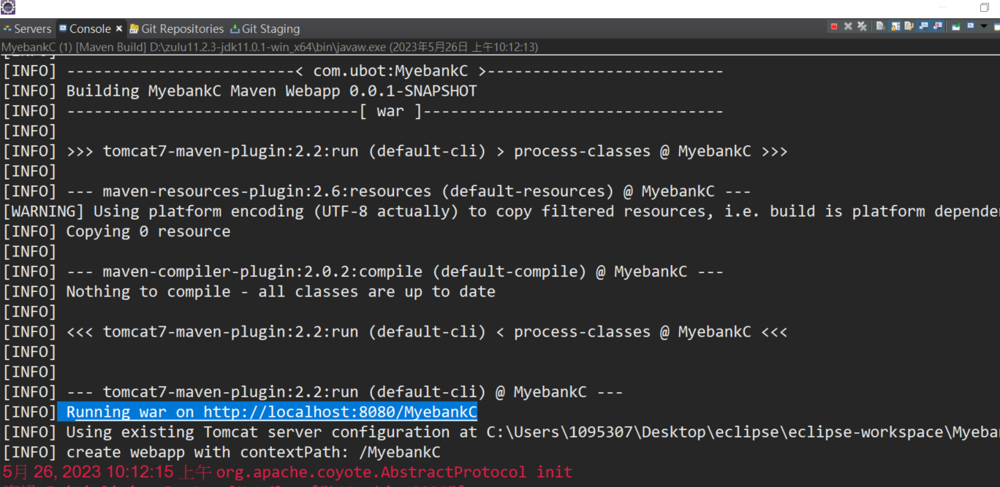 Servers Console Git Repositories Git Staging
MyebankC (1) [Maven Build] D:\zulu11.2.3-jdk11.0.1-win_x64\bin\javaw.exe (2023年5月26日 上午10:12:13)
[INFO] -------------------------< com.ubot:MyebankC >--------------------------
[INFO] Building MyebankC Maven Webapp 0.0.1-SNAPSHOT
[INFO] --------------------------------[ war ]---------------------------------
[INFO]
[INFO] >>> tomcat7-maven-plugin:2.2:run (default-cli) > process-classes @ MyebankC >>>
[INFO]
[INFO] --- maven-resources-plugin:2.6:resources (default-resources) @ MyebankC ---
[WARNING] Using platform encoding (UTF-8 actually) to copy filtered resources, i.e. build is platform
[INFO] Copying 0 resource
[INFO]
[INFO] --- maven-compiler-plugin:2.0.2:compile (default-compile) @ MyebankC ---
[INFO] Nothing to compile - all classes are up to date
[INFO]
[INFO] <<< tomcat7-maven-plugin:2.2:run (default-cli) < process-classes @ MyebankC <<<
[INFO]
[INFO]
[INFO] --- tomcat7-maven-plugin:2.2:run (default-cli) @ MyebankC ---
[INFO] Running war on http://localhost:8080/MyebankC
[INFO] Using existing Tomcat server configuration at C:\Users\1095307\Desktop\eclipse\eclipse-workspace\Myeba
[INFO] create webapp with contextPath: /MyebankC
5月 26, 2023 10:12:15 上午 org.apache.coyote.AbstractProtocol init